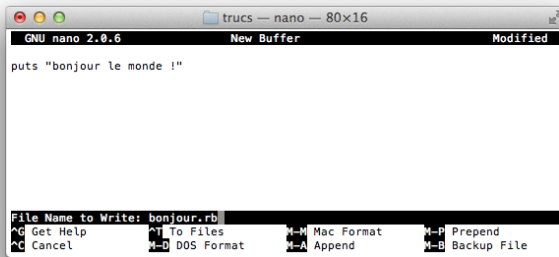 trucs — nano — 80×16
GNU nano 2.0.6 New Buffer Modified
puts "bonjour le monde !"
File Name to Write: bonjour.rb
^G Get Help ^T To Files M-M Mac Format M-P Prepend
^C Cancel M-D DOS Format M-A Append M-B Backup File